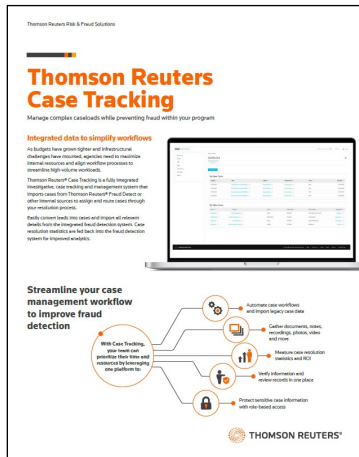 Thomson Reuters Risk & Fraud Solutions
Thomson Reuters
Case Tracking
Manage complex caseloads while preventing fraud within your program
Integrated data to simplify workflows
As budgets have grown tighter and infrastructural
challenges have mounted, agencies need to maximize
internal resources and align workflow processes to
streamline high-volume workloads.
Thomson Reuters® Case Tracking is a fully integrated
investigative, case tracking and management system that
imports cases from Thomson Reuters® Fraud Detect or
other internal sources to assign and route cases through
your resolution process.
Easily convert leads into cases and import all relevant
details from the integrated fraud detection system. Case
resolution statistics are fed back into the fraud detection
system for improved analytics.
Streamline your case
management workflow
to improve fraud
detection
With Case Tracking,
your team can
prioritize their time and
resources by leveraging
one platform to:
Automate case workflows
and import legacy case data
Gather documents, notes,
recordings, photos, video
and more
Measure case resolution
statistics and ROI
Verify information and
review records in one place
Protect sensitive case information
with role-based access
THOMSON REUTERS®